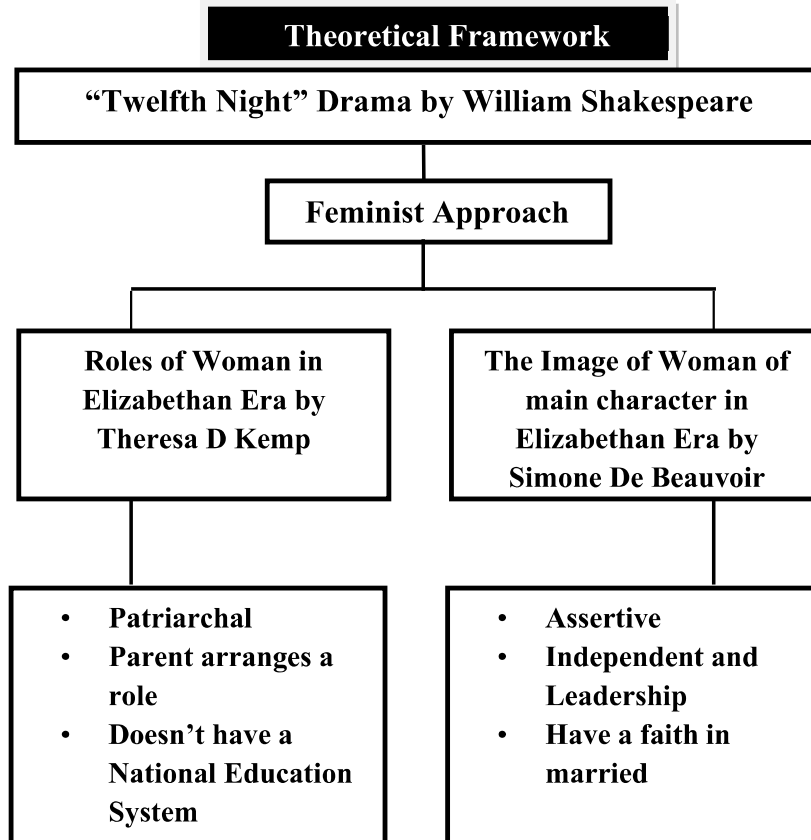 Theoretical Framework
“Twelfth Night” Drama by William Shakespeare
Feminist Approach
Roles of Woman in
Elizabethan Era by
Theresa D Kemp
The Image of Woman of
main character in
Elizabethan Era by
Simone De Beauvoir
• Patriarchal
• Parent arranges a
role
• Doesn’t have a
National Education
System
• Assertive
• Independent and
Leadership
• Have a faith in
married